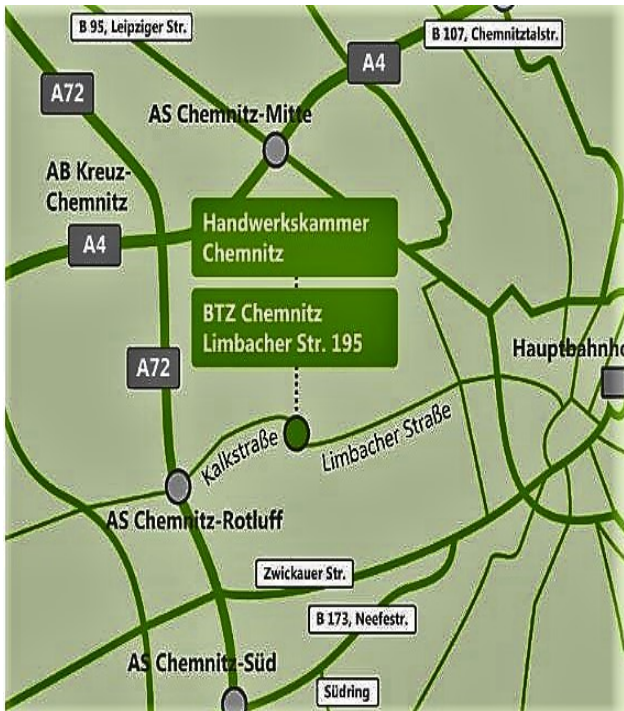 B 95, Leipziger Str.
B 107, Chemnitztalstr.
A4
A72
AS Chemnitz-Mitte
AB Kreuz-
Chemnitz
Handwerkskammer
Chemnitz
A4
BTZ Chemnitz
Limbacher Str. 195
Hauptbahnho
A72
Kalkstraße
Limbacher Straße
AS Chemnitz-Rotluff
Zwickauer Str.
B 173, Neefestr.
AS Chemnitz-Süd
Südring